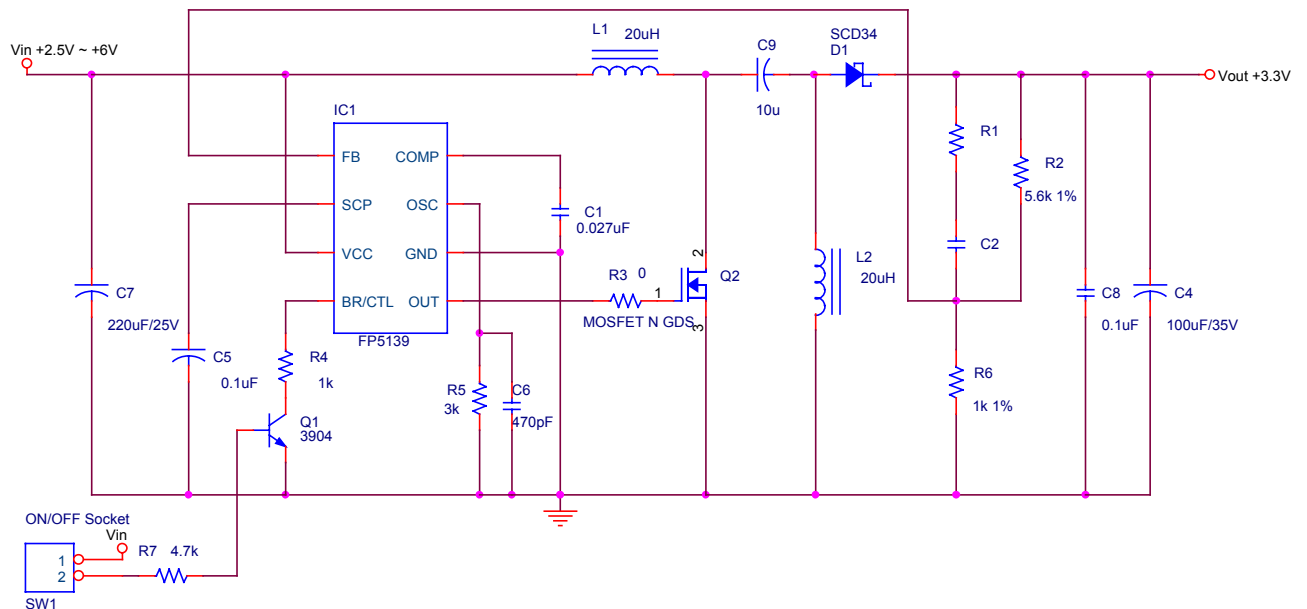 Vin +2.5V ~ +6V
L1 20uH
C9
10u
SCD34
D1
Vout +3.3V
IC1
FB COMP
SCP OSC
VCC GND
BR/CTL OUT
FP5139
C1
0.027uF
R1
R2
5.6k 1%
C2
2
Q2
R3 0
1
3
MOSFET N GDS
L2
20uH
C7
220uF/25V
C8
0.1uF
C4
100uF/35V
C5
0.1uF
R4
1k
R5
3k
C6
470pF
R6
1k 1%
Q1
3904
ON/OFF Socket
Vin
1
2
R7 4.7k
SW1